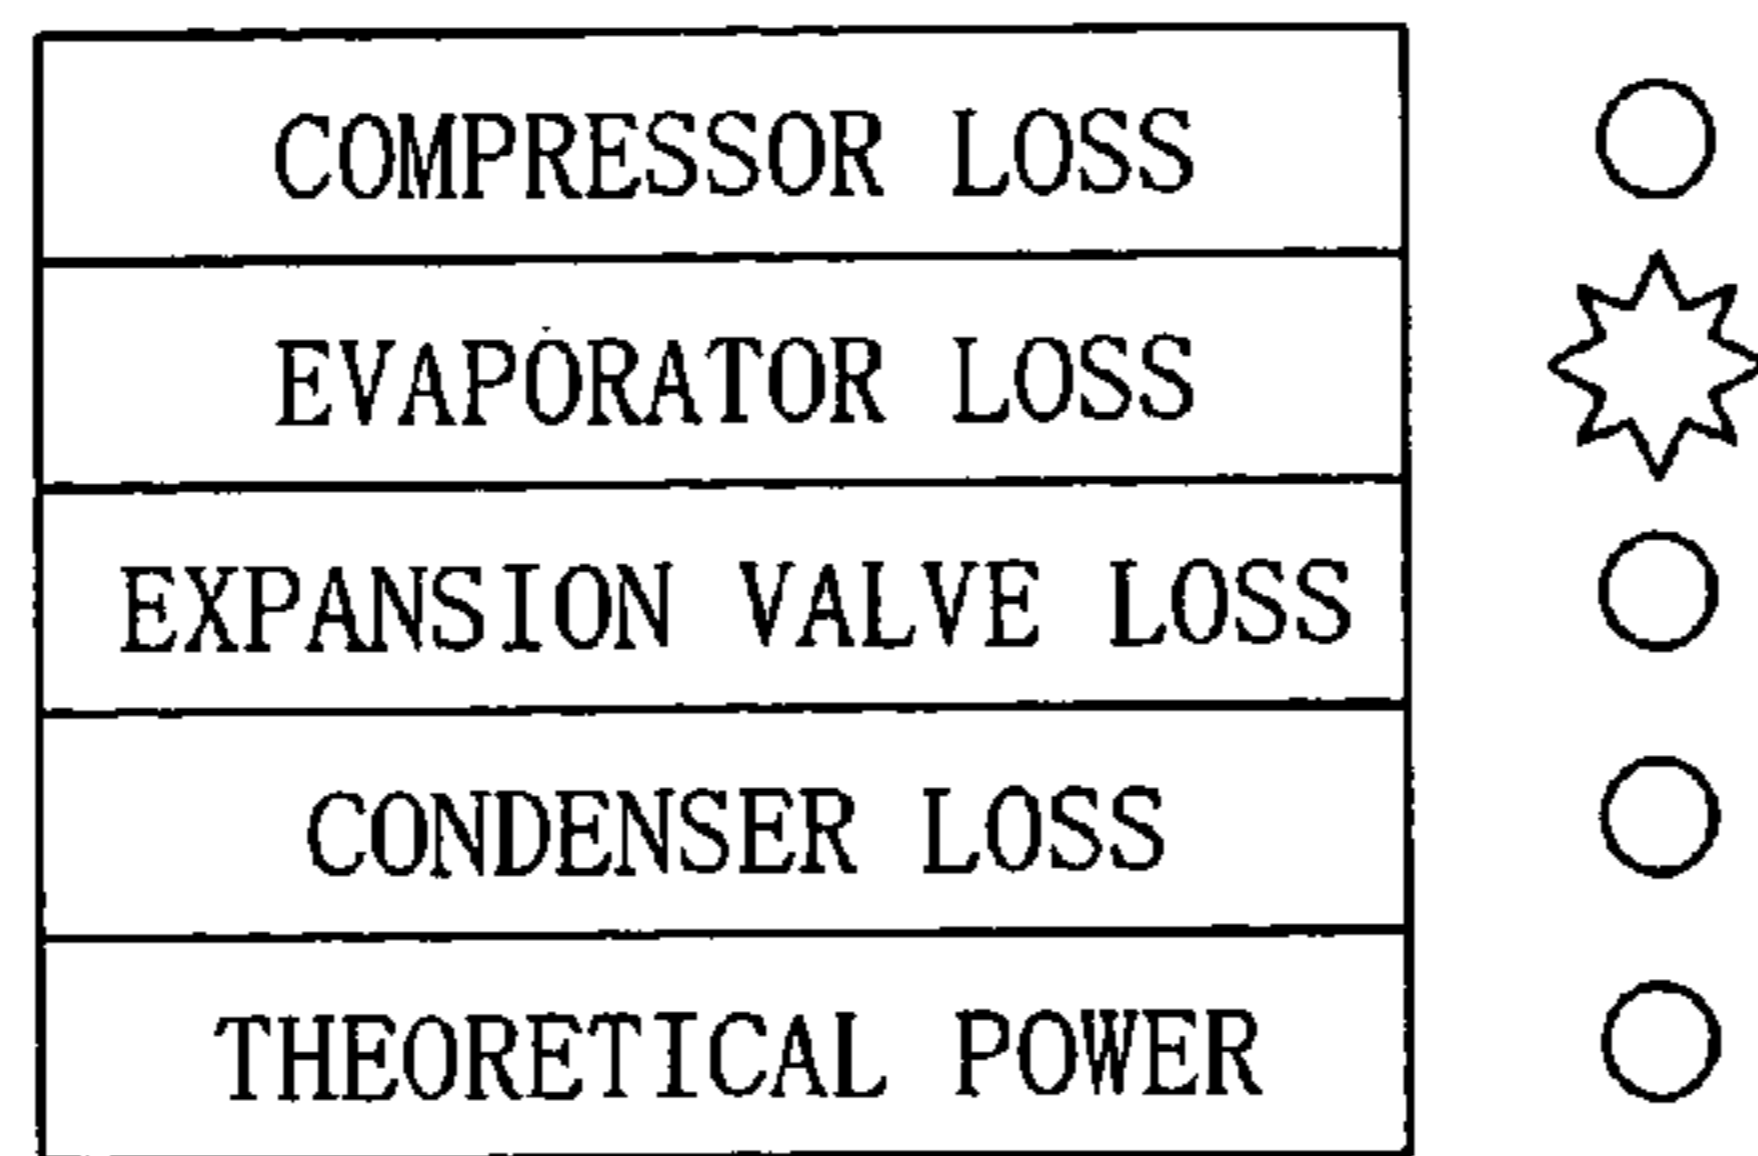 COMPRESSOR LOSS
EVAPORATOR LOSS
EXPANSION VALVE LOSS
CONDENSER LOSS
THEORETICAL POWER